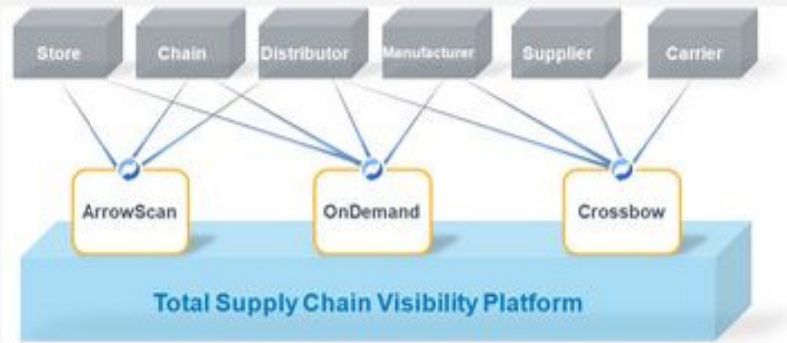 Store
Chain
Distributor
Manufacturer
Supplier
Carrier
ArrowScan
OnDemand
Crossbow
Total Supply Chain Visibility Platform